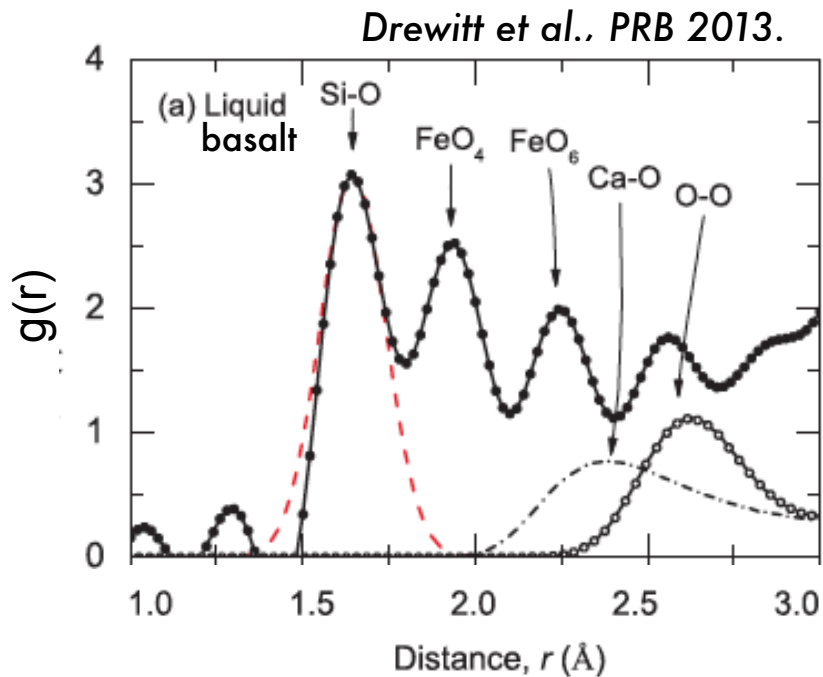 Drewitt et al., PRB 2013.
(a) Liquid
basalt
Si-O
FeO₄
FeO₆
Ca-O
O-O
g(r)
4
3
2
1
0
1.0 1.5 2.0 2.5 3.0
Distance, r (Å)